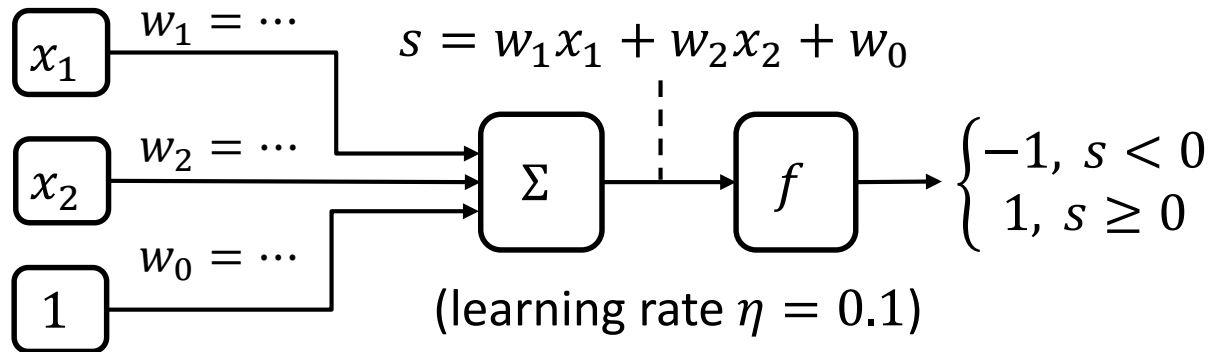 x₁
w₁ = ⋯
s = w₁x₁ + w₂x₂ + w₀
x₂
w₂ = ⋯
Σ
f
−1, s < 0
1, s ≥ 0
1
w₀ = ⋯
(learning rate η = 0.1)